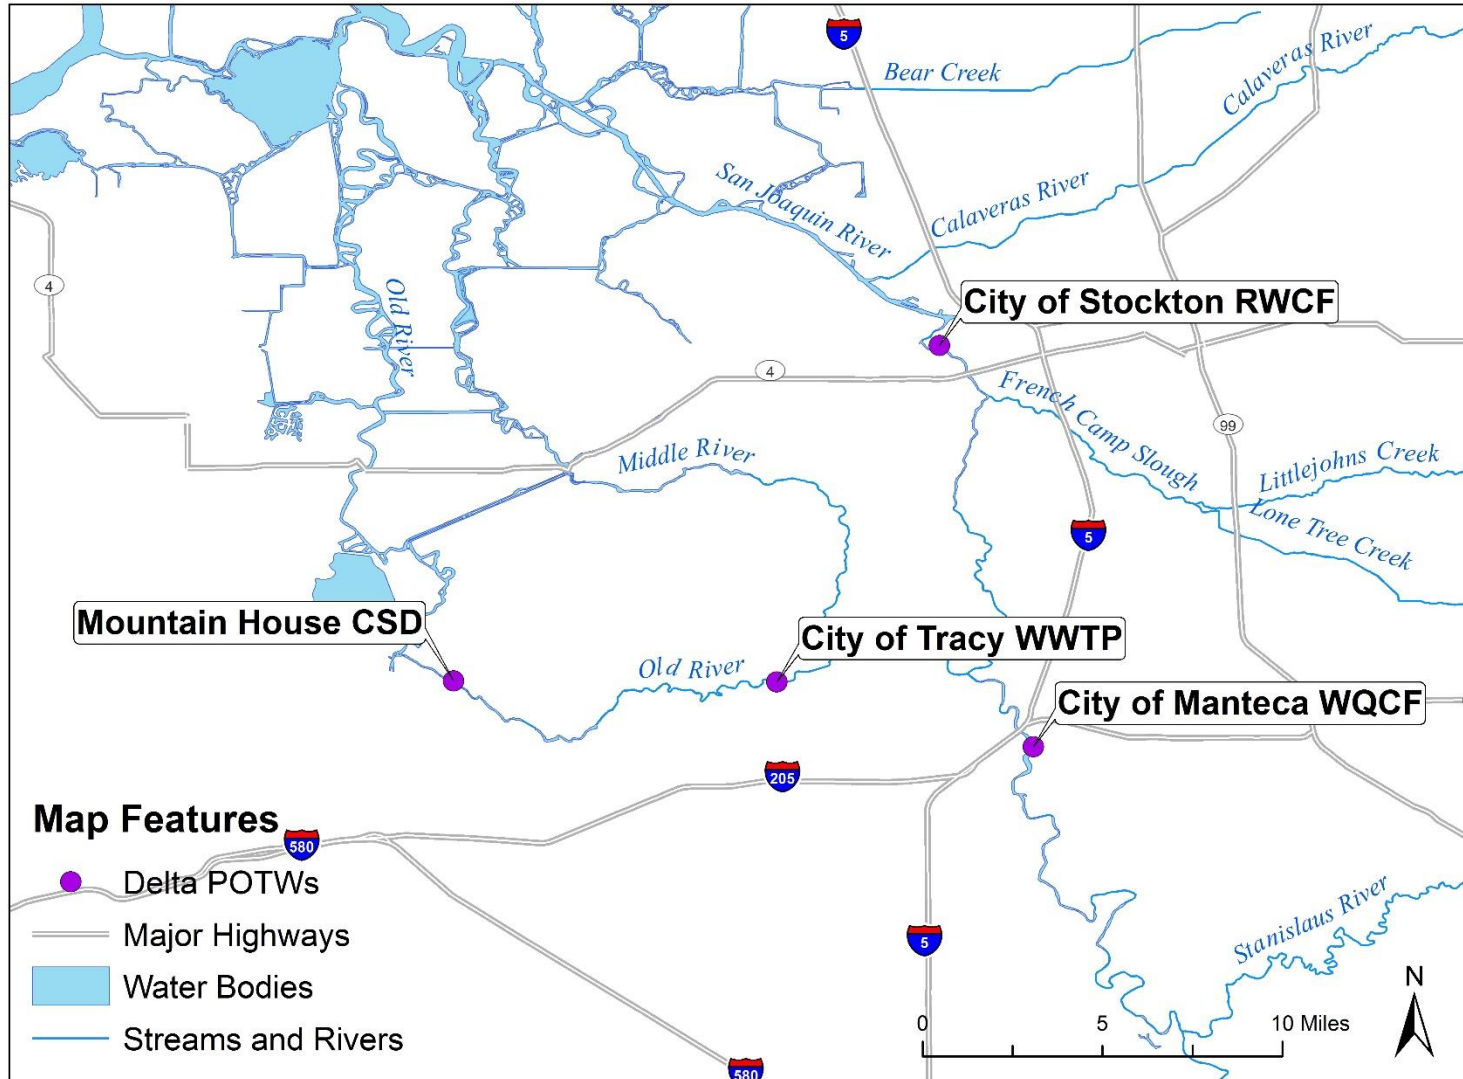 5
Bear Creek
Calaveras River
San Joaquin River
Calaveras River
4
Old River
City of Stockton RWCF
4
French Camp Slough
99
Middle River
Littlejohns Creek
Lone Tree Creek
5
Mountain House CSD
Old River
City of Tracy WWTP
City of Manteca WQCF
205
Map Features
580
Delta POTWs
Major Highways
Water Bodies
Streams and Rivers
5
Stanislaus River
N
0 5 10 Miles
580